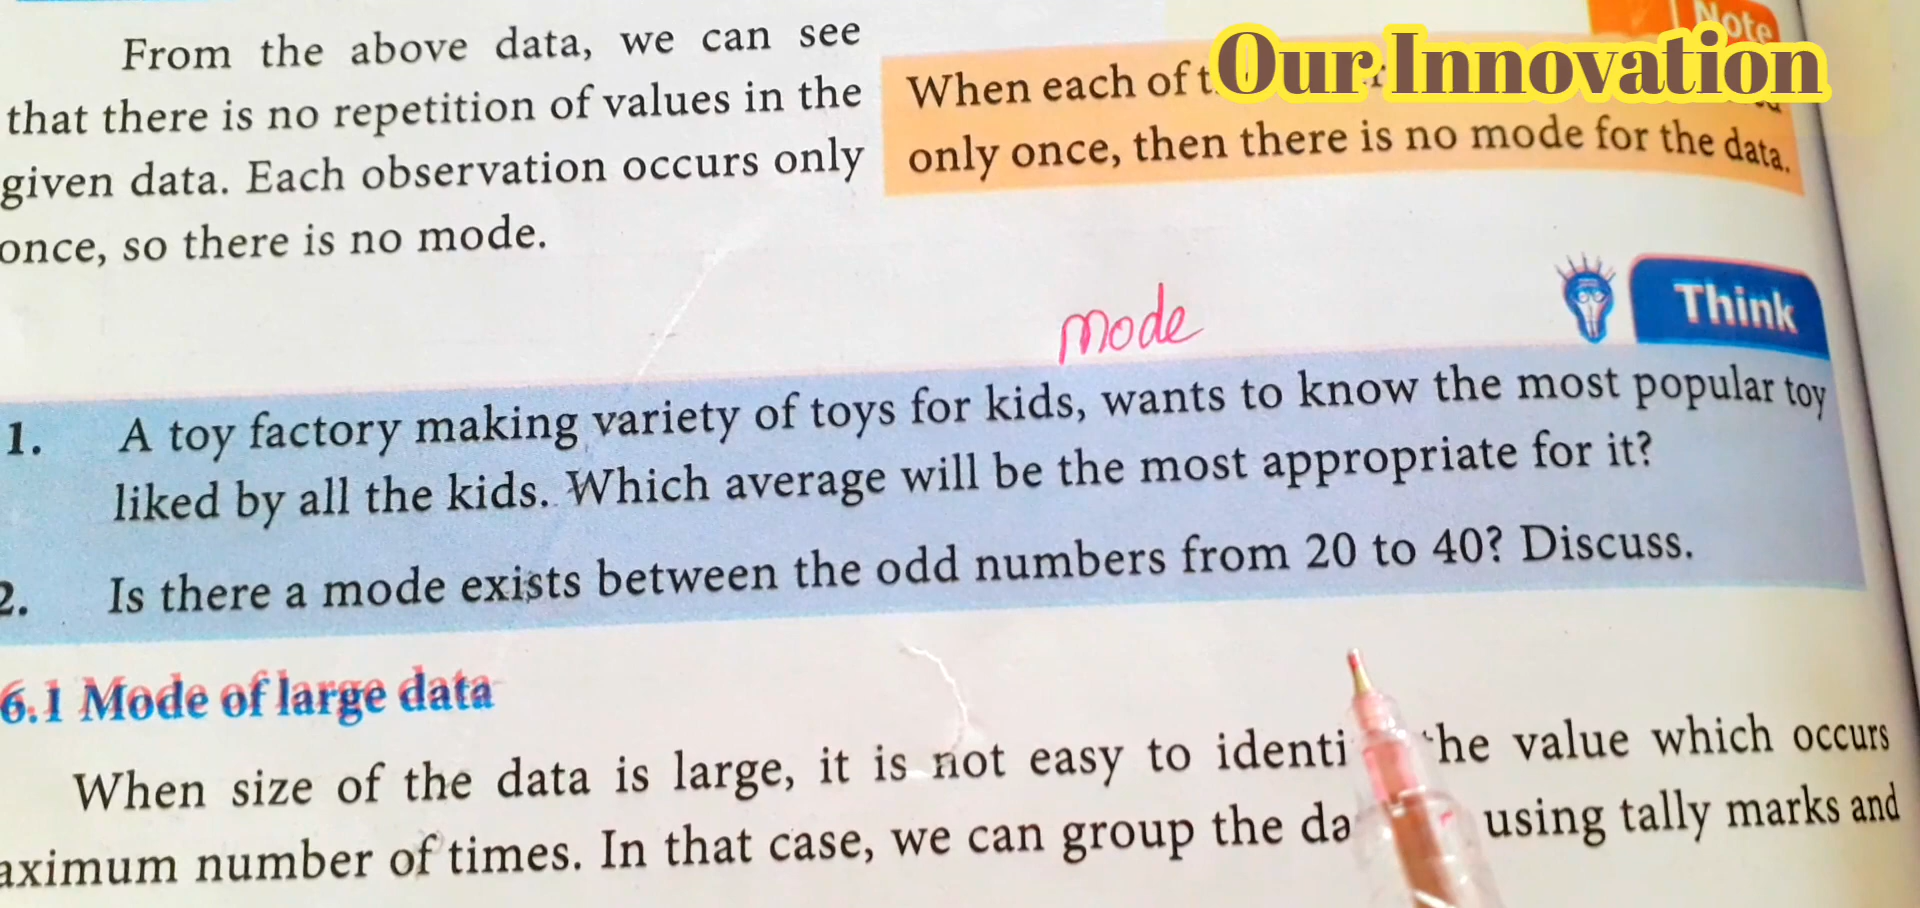 From the above data, we can see
that there is no repetition of values in the
given data. Each observation occurs only
once, so there is no mode.
Note
Our Innovation
When each of
only once, then there is no mode for the data.
mode
Think
1. A toy factory making variety of toys for kids, wants to know the most popular toy
liked by all the kids. Which average will be the most appropriate for it?
2. Is there a mode exists between the odd numbers from 20 to 40? Discuss.
6.1 Mode of large data
When size of the data is large, it is not easy to identi he value which occurs
aximum number of times. In that case, we can group the da using tally marks and